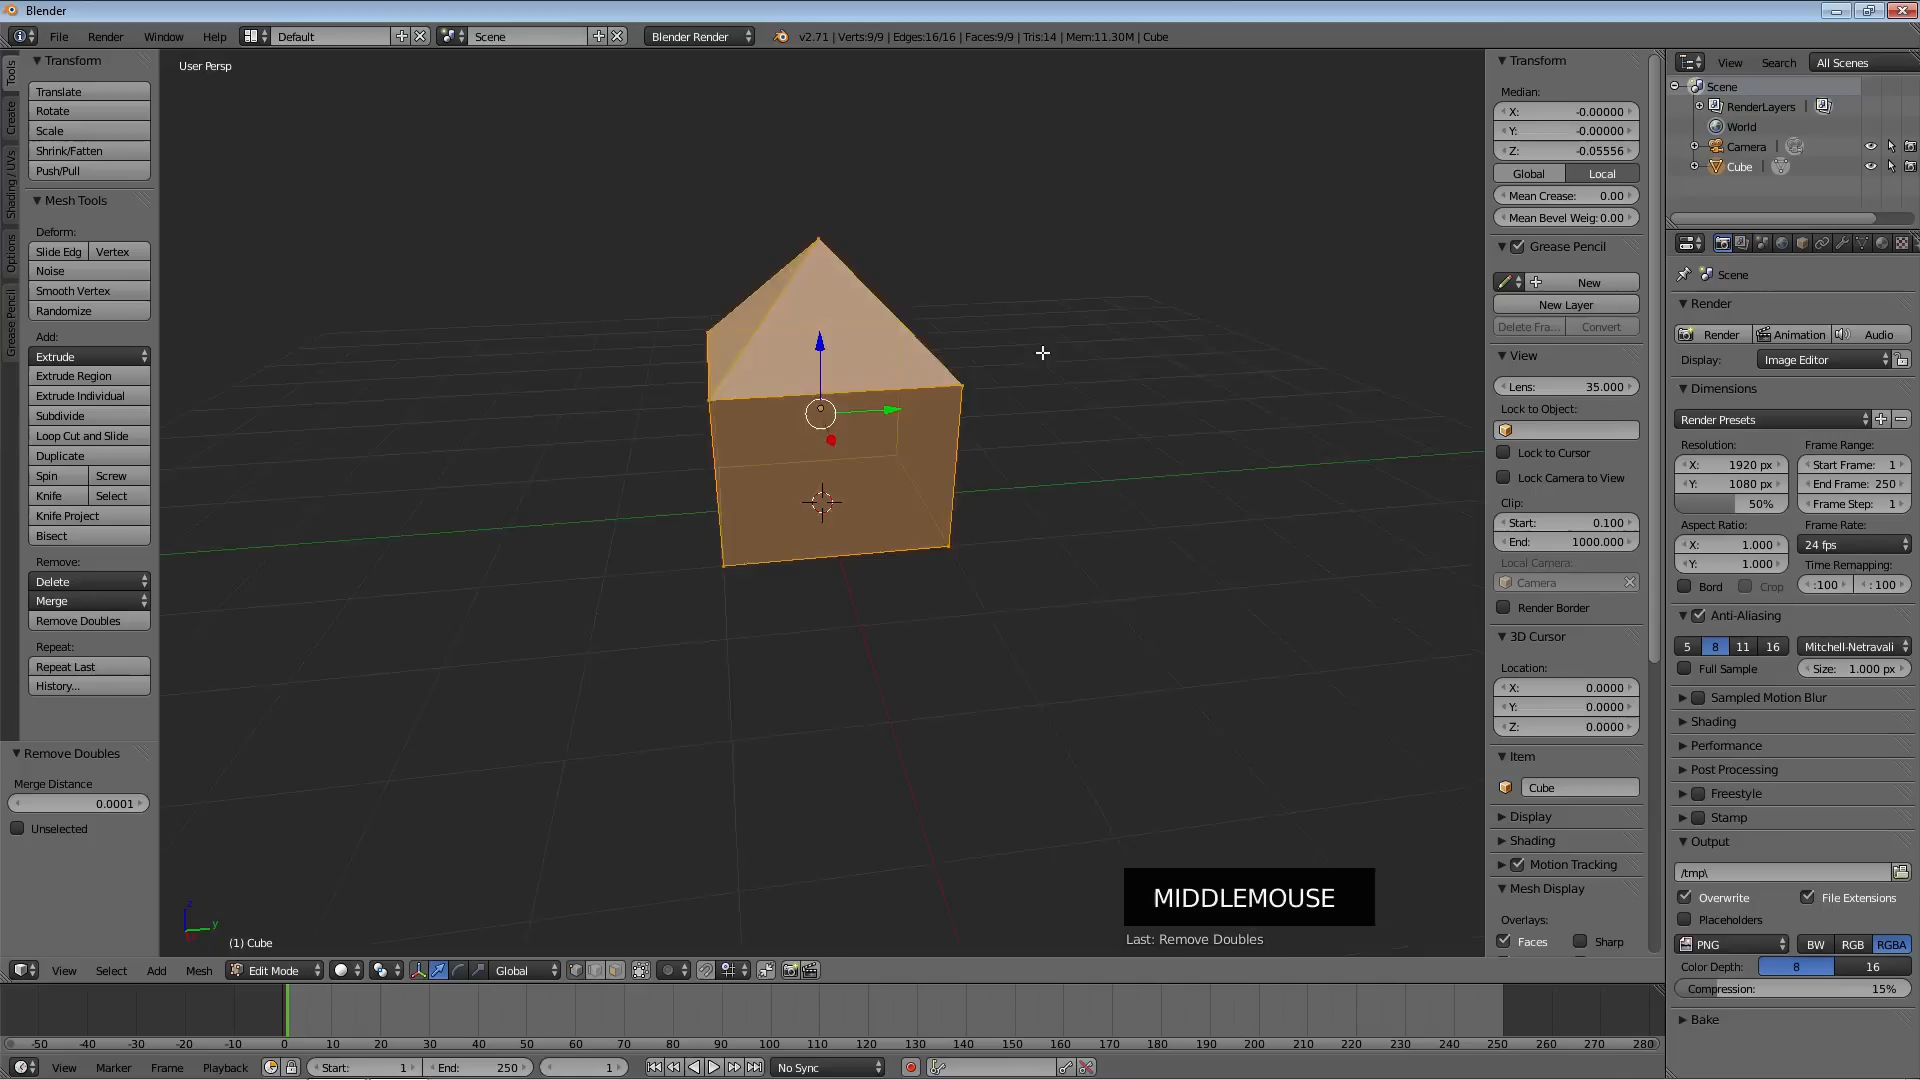 Blender
File Render Window Help Default Scene Blender Render v2.71 | Verts:9/9 | Edges:16/16 | Faces:9/9 | Tris:14 | Mem:11.30M | Cube
Tools
Create
Shading / UVs
Options
Grease Pencil
Transform
Translate
Rotate
Scale
Shrink/Fatten
Push/Pull
Mesh Tools
Deform:
Slide Edg Vertex
Noise
Smooth Vertex
Randomize
Add:
Extrude
Extrude Region
Extrude Individual
Subdivide
Loop Cut and Slide
Duplicate
Spin Screw
Knife Select
Knife Project
Bisect
Remove:
Delete
Merge
Remove Doubles
Repeat:
Repeat Last
History...
Remove Doubles
Merge Distance
0.0001
Unselected
User Persp
z
y
(1) Cube
MIDDLEMOUSE
Last: Remove Doubles
Transform
Median:
X: -0.00000
Y: -0.00000
Z: -0.05556
Global Local
Mean Crease: 0.00
Mean Bevel Weig: 0.00
Grease Pencil
New
New Layer
Delete Fra... Convert
View
Lens: 35.000
Lock to Object:
Lock to Cursor
Lock Camera to View
Clip:
Start: 0.100
End: 1000.000
Local Camera:
Camera
Render Border
3D Cursor
Location:
X: 0.0000
Y: 0.0000
Z: 0.0000
Item
Cube
Display
Shading
Motion Tracking
Mesh Display
Overlays:
Faces Sharp
View Search All Scenes
Scene
RenderLayers |
World
Camera |
Cube |
Scene
Render
Render Animation Audio
Display: Image Editor
Dimensions
Render Presets
Resolution: Frame Range:
X: 1920 px Start Frame: 1
Y: 1080 px End Frame: 250
50% Frame Step: 1
Aspect Ratio: Frame Rate:
X: 1.000 24 fps
Y: 1.000 Time Remapping:
Bord Crop :100 : 100
Anti-Aliasing
5 8 11 16 Mitchell-Netravali
Full Sample Size: 1.000 px
Sampled Motion Blur
Shading
Performance
Post Processing
Freestyle
Stamp
Output
/tmp\
Overwrite File Extensions
Placeholders
PNG BW RGB RGBA
Color Depth: 8 16
Compression: 15%
Bake
View Select Add Mesh Edit Mode Global
-50 -40 -30 -20 -10 0 10 20 30 40 50 60 70 80 90 100 110 120 130 140 150 160 170 180 190 200 210 220 230 240 250 260 270 280
View Marker Frame Playback Start: 1 End: 250 1 No Sync